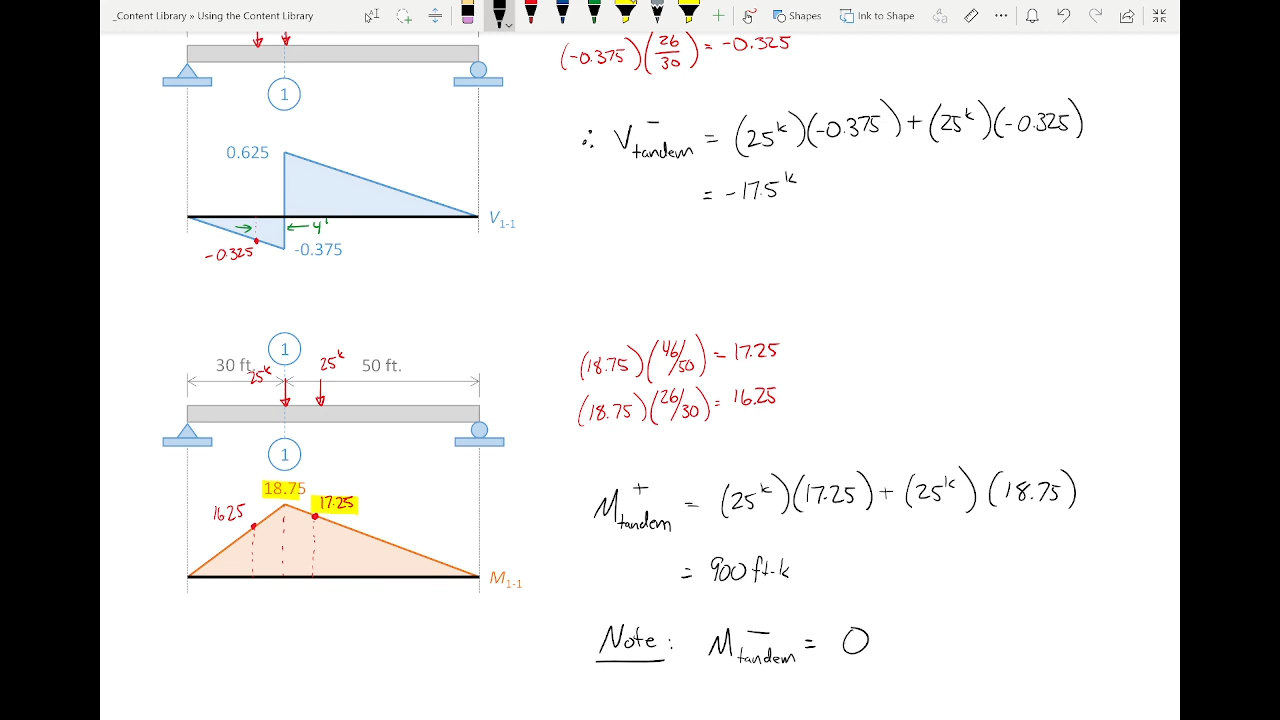 _Content Library » Using the Content Library
Shapes
Ink to Shape
(-0.375)(26/30) = -0.325
1
∴ V⁻tandem = (25ᵏ)(-0.375) + (25ᵏ)(-0.325)
= -17.5ᵏ
0.625
4'
V1-1
-0.325
-0.375
1
30 ft.
50 ft.
25ᵏ
25ᵏ
(18.75)(46/50) = 17.25
(18.75)(26/30) = 16.25
1
18.75
17.25
16.25
M⁺tandem = (25ᵏ)(17.25) + (25ᵏ)(18.75)
= 900 ft-k
M1-1
Note: M⁻tandem = 0